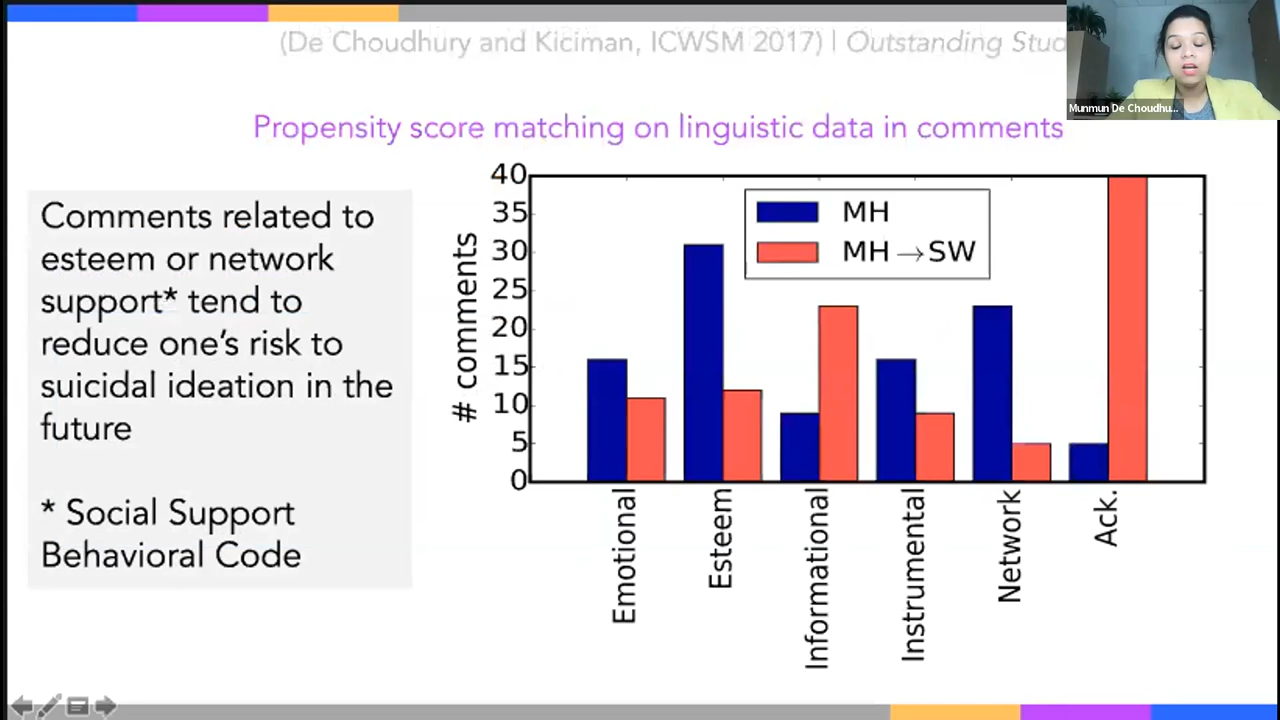 (De Choudhury and Kiciman, ICWSM 2017) | Outstanding
Munmun De Choudhu...
Propensity score matching on linguistic data in comments
Comments related to
esteem or network
support* tend to
reduce one's risk to
suicidal ideation in the
future
* Social Support
Behavioral Code
# comments
40
35
30
25
20
15
10
5
0
MH
MH→SW
Emotional
Esteem
Informational
Instrumental
Network
Ack.